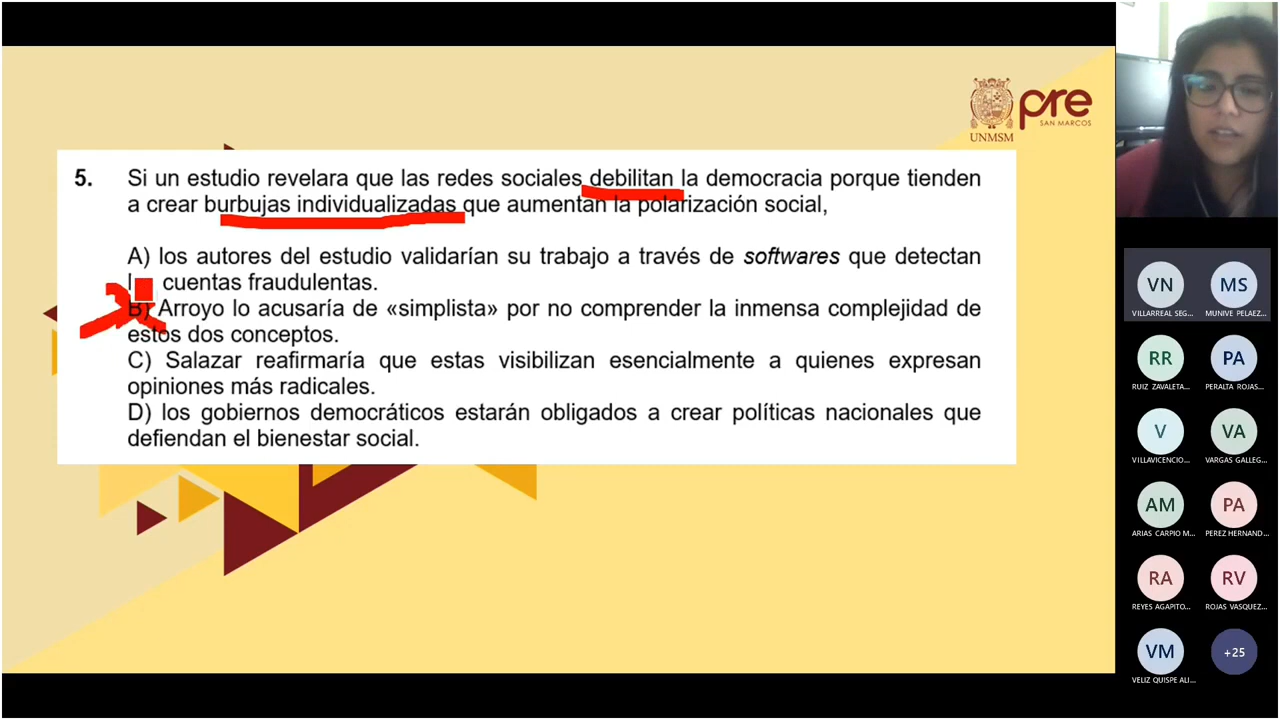 pre
SAN MARCOS
UNMSM
5. Si un estudio revelara que las redes sociales debilitan la democracia porque tienden
a crear burbujas individualizadas que aumentan la polarización social,
A) los autores del estudio validarían su trabajo a través de softwares que detectan
cuentas fraudulentas.
B) Arroyo lo acusaría de «simplista» por no comprender la inmensa complejidad de
estos dos conceptos.
C) Salazar reafirmaría que estas visibilizan esencialmente a quienes expresan
opiniones más radicales.
D) los gobiernos democráticos estarán obligados a crear políticas nacionales que
defiendan el bienestar social.
VN MS
VILLARREAL SEG... MUNIVE PELAEZ...
RR PA
RUIZ ZAVALETA... PERALTA ROJAS...
V VA
VILLAVICENCIO... VARGAS GALLEG...
AM PA
ARIAS CARPIO M... PEREZ HERNAND...
RA RV
REYES AGAPITO... ROJAS VASQUEZ...
VM +25
VELIZ QUISPE ALI...